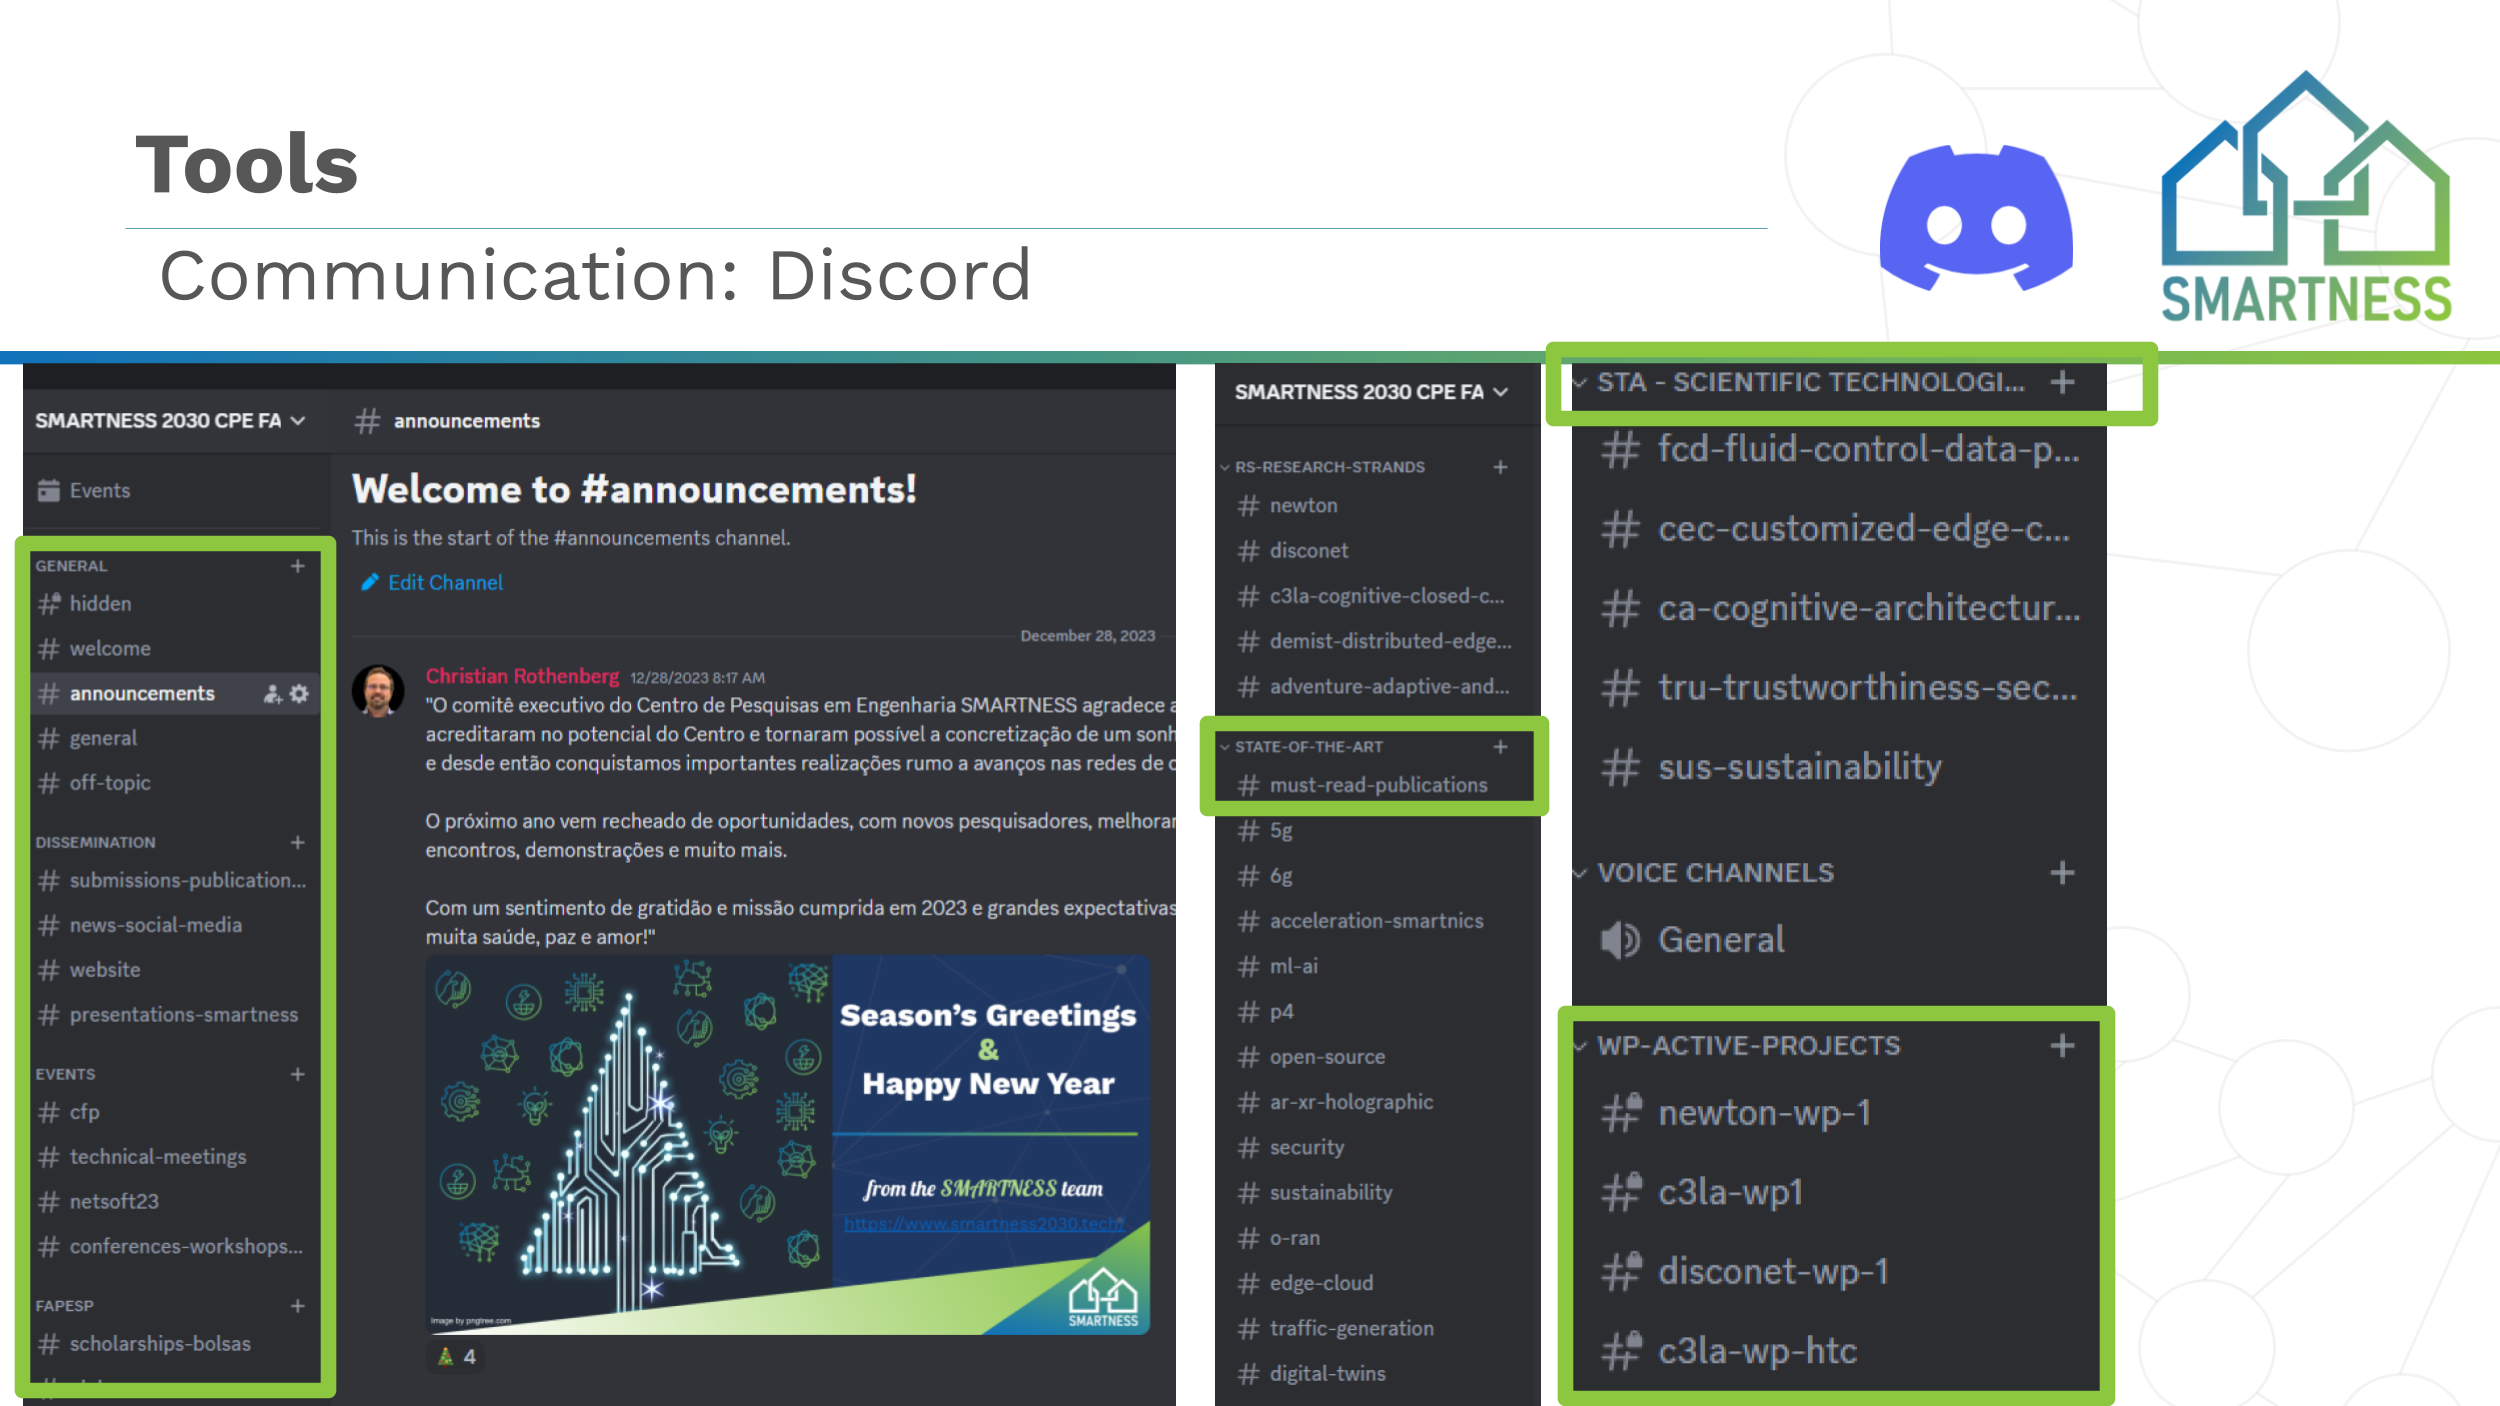 Tools
Communication: Discord
SMARTNESS
SMARTNESS 2030 CPE FA
Events
GENERAL
hidden
welcome
announcements
general
off-topic
DISSEMINATION
submissions-publication...
news-social-media
website
presentations-smartness
EVENTS
cfp
technical-meetings
netsoft23
conferences-workshops...
FAPESP
scholarships-bolsas
# announcements
Welcome to #announcements!
This is the start of the #announcements channel.
Edit Channel
December 28, 2023
Christian Rothenberg 12/28/2023 8:17 AM
"O comitê executivo do Centro de Pesquisas em Engenharia SMARTNESS agradece a
acreditaram no potencial do Centro e tornaram possível a concretização de um sonh
e desde então conquistamos importantes realizações rumo a avanços nas redes de c
O próximo ano vem recheado de oportunidades, com novos pesquisadores, melhorar
encontros, demonstrações e muito mais.
Com um sentimento de gratidão e missão cumprida em 2023 e grandes expectativas
muita saúde, paz e amor!"
Season's Greetings
&
Happy New Year
from the SMARTNESS team
https://www.smartness2030.tech/
Image by pngtree.com
SMARTNESS
4
SMARTNESS 2030 CPE FA
RS-RESEARCH-STRANDS
newton
disconet
c3la-cognitive-closed-c...
demist-distributed-edge...
adventure-adaptive-and...
STATE-OF-THE-ART
must-read-publications
5g
6g
acceleration-smartnics
ml-ai
p4
open-source
ar-xr-holographic
security
sustainability
o-ran
edge-cloud
traffic-generation
digital-twins
STA - SCIENTIFIC TECHNOLOGI...
fcd-fluid-control-data-p...
cec-customized-edge-c...
ca-cognitive-architectur...
tru-trustworthiness-sec...
sus-sustainability
VOICE CHANNELS
General
WP-ACTIVE-PROJECTS
newton-wp-1
c3la-wp1
disconet-wp-1
c3la-wp-htc